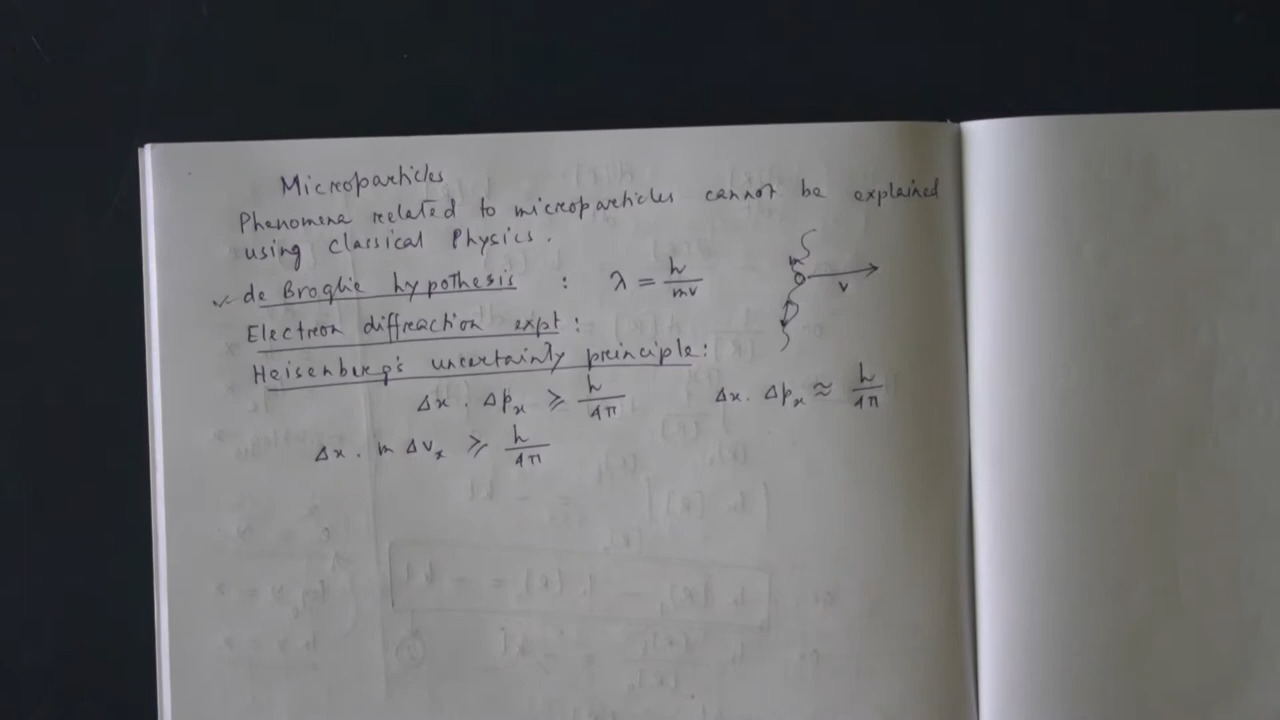 Microparticles
Phenomena related to microparticles cannot be explained
using Classical Physics.
de Broglie hypothesis : λ = h/mv
v
Electron diffraction expt :
Heisenberg's uncertainty principle :
Δx . Δpx ≥ h/4π Δx. Δpx ≈ h/4π
Δx . m Δvx ≥ h/4π